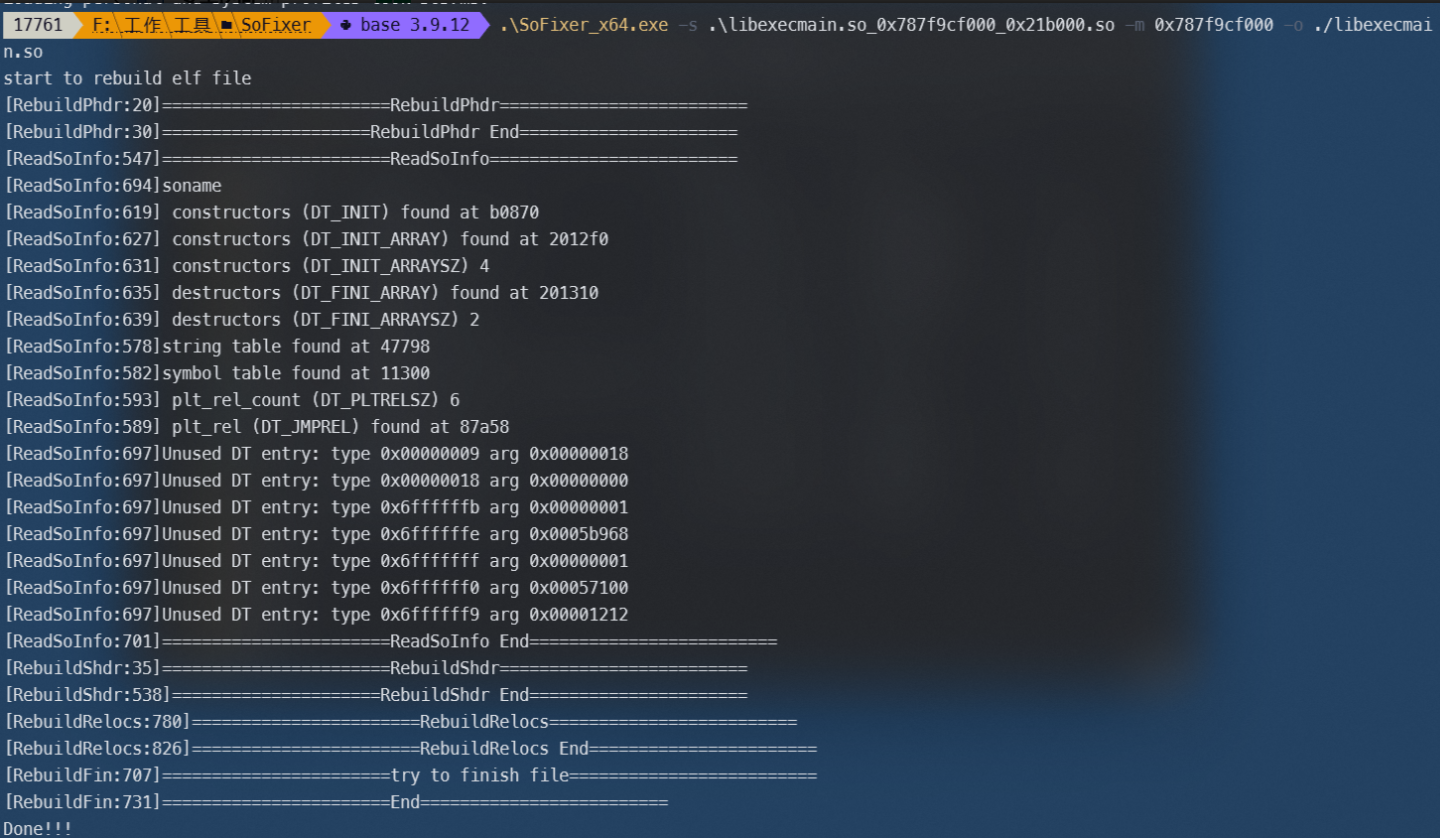 17761 F: 工作 工具 SoFixer base 3.9.12 .\SoFixer_x64.exe -s .\libexecmain.so_0x787f9cf000_0x21b000.so -m 0x787f9cf000 -o ./libexecmai
n.so
start to rebuild elf file
[RebuildPhdr:20]=======================RebuildPhdr=========================
[RebuildPhdr:30]=====================RebuildPhdr End======================
[ReadSoInfo:547]=======================ReadSoInfo=========================
[ReadSoInfo:694]soname
[ReadSoInfo:619] constructors (DT_INIT) found at b0870
[ReadSoInfo:627] constructors (DT_INIT_ARRAY) found at 2012f0
[ReadSoInfo:631] constructors (DT_INIT_ARRAYSZ) 4
[ReadSoInfo:635] destructors (DT_FINI_ARRAY) found at 201310
[ReadSoInfo:639] destructors (DT_FINI_ARRAYSZ) 2
[ReadSoInfo:578]string table found at 47798
[ReadSoInfo:582]symbol table found at 11300
[ReadSoInfo:593] plt_rel_count (DT_PLTRELSZ) 6
[ReadSoInfo:589] plt_rel (DT_JMPREL) found at 87a58
[ReadSoInfo:697]Unused DT entry: type 0x00000009 arg 0x00000018
[ReadSoInfo:697]Unused DT entry: type 0x00000018 arg 0x00000000
[ReadSoInfo:697]Unused DT entry: type 0x6ffffffb arg 0x00000001
[ReadSoInfo:697]Unused DT entry: type 0x6ffffffe arg 0x0005b968
[ReadSoInfo:697]Unused DT entry: type 0x6fffffff arg 0x00000001
[ReadSoInfo:697]Unused DT entry: type 0x6ffffff0 arg 0x00057100
[ReadSoInfo:697]Unused DT entry: type 0x6ffffff9 arg 0x00001212
[ReadSoInfo:701]=======================ReadSoInfo End=========================
[RebuildShdr:35]=======================RebuildShdr=========================
[RebuildShdr:538]=====================RebuildShdr End======================
[RebuildRelocs:780]=======================RebuildRelocs=========================
[RebuildRelocs:826]=======================RebuildRelocs End=======================
[RebuildFin:707]=======================try to finish file=========================
[RebuildFin:731]=======================End=========================
Done!!!